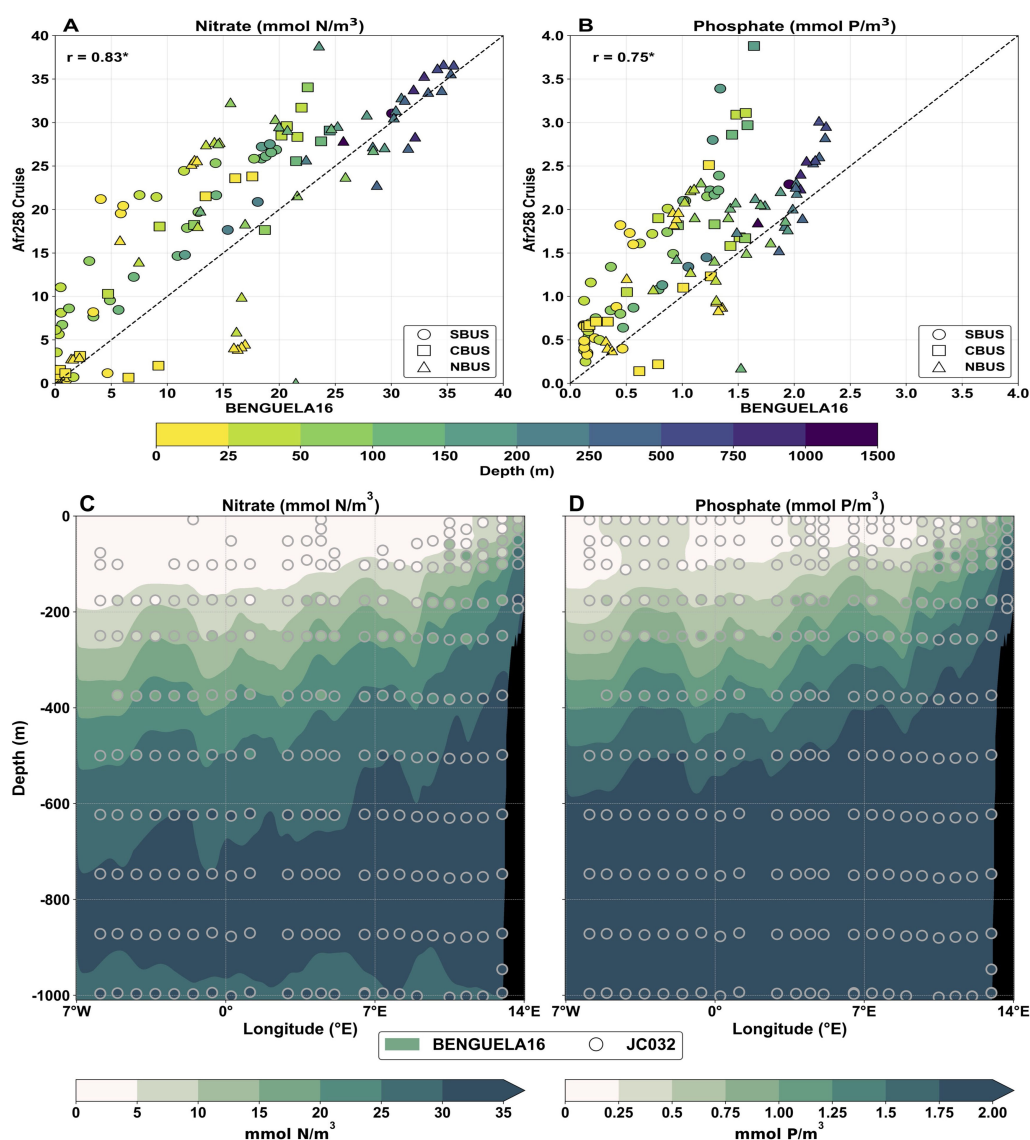 A Nitrate (mmol N/m³)
B Phosphate (mmol P/m³)
r = 0.83*
r = 0.75*
Afr258 Cruise
40
35
30
25
20
15
10
5
0
SBUS
CBUS
NBUS
0 5 10 15 20 25 30 35 40
BENGUELA16
Afr258 Cruise
4.0
3.5
3.0
2.5
2.0
1.5
1.0
0.5
0.0
SBUS
CBUS
NBUS
0.0 0.5 1.0 1.5 2.0 2.5 3.0 3.5 4.0
BENGUELA16
0 25 50 100 150 200 250 500 750 1000 1500
Depth (m)
C Nitrate (mmol N/m³)
D Phosphate (mmol P/m³)
Depth (m)
0
-200
-400
-600
-800
-1000
7°W 0° 7°E 14°E
Longitude (°E)
7°W 0° 7°E 14°E
Longitude (°E)
BENGUELA16 JC032
0 5 10 15 20 25 30 35
mmol N/m³
0 0.25 0.5 0.75 1.00 1.25 1.5 1.75 2.00
mmol P/m³